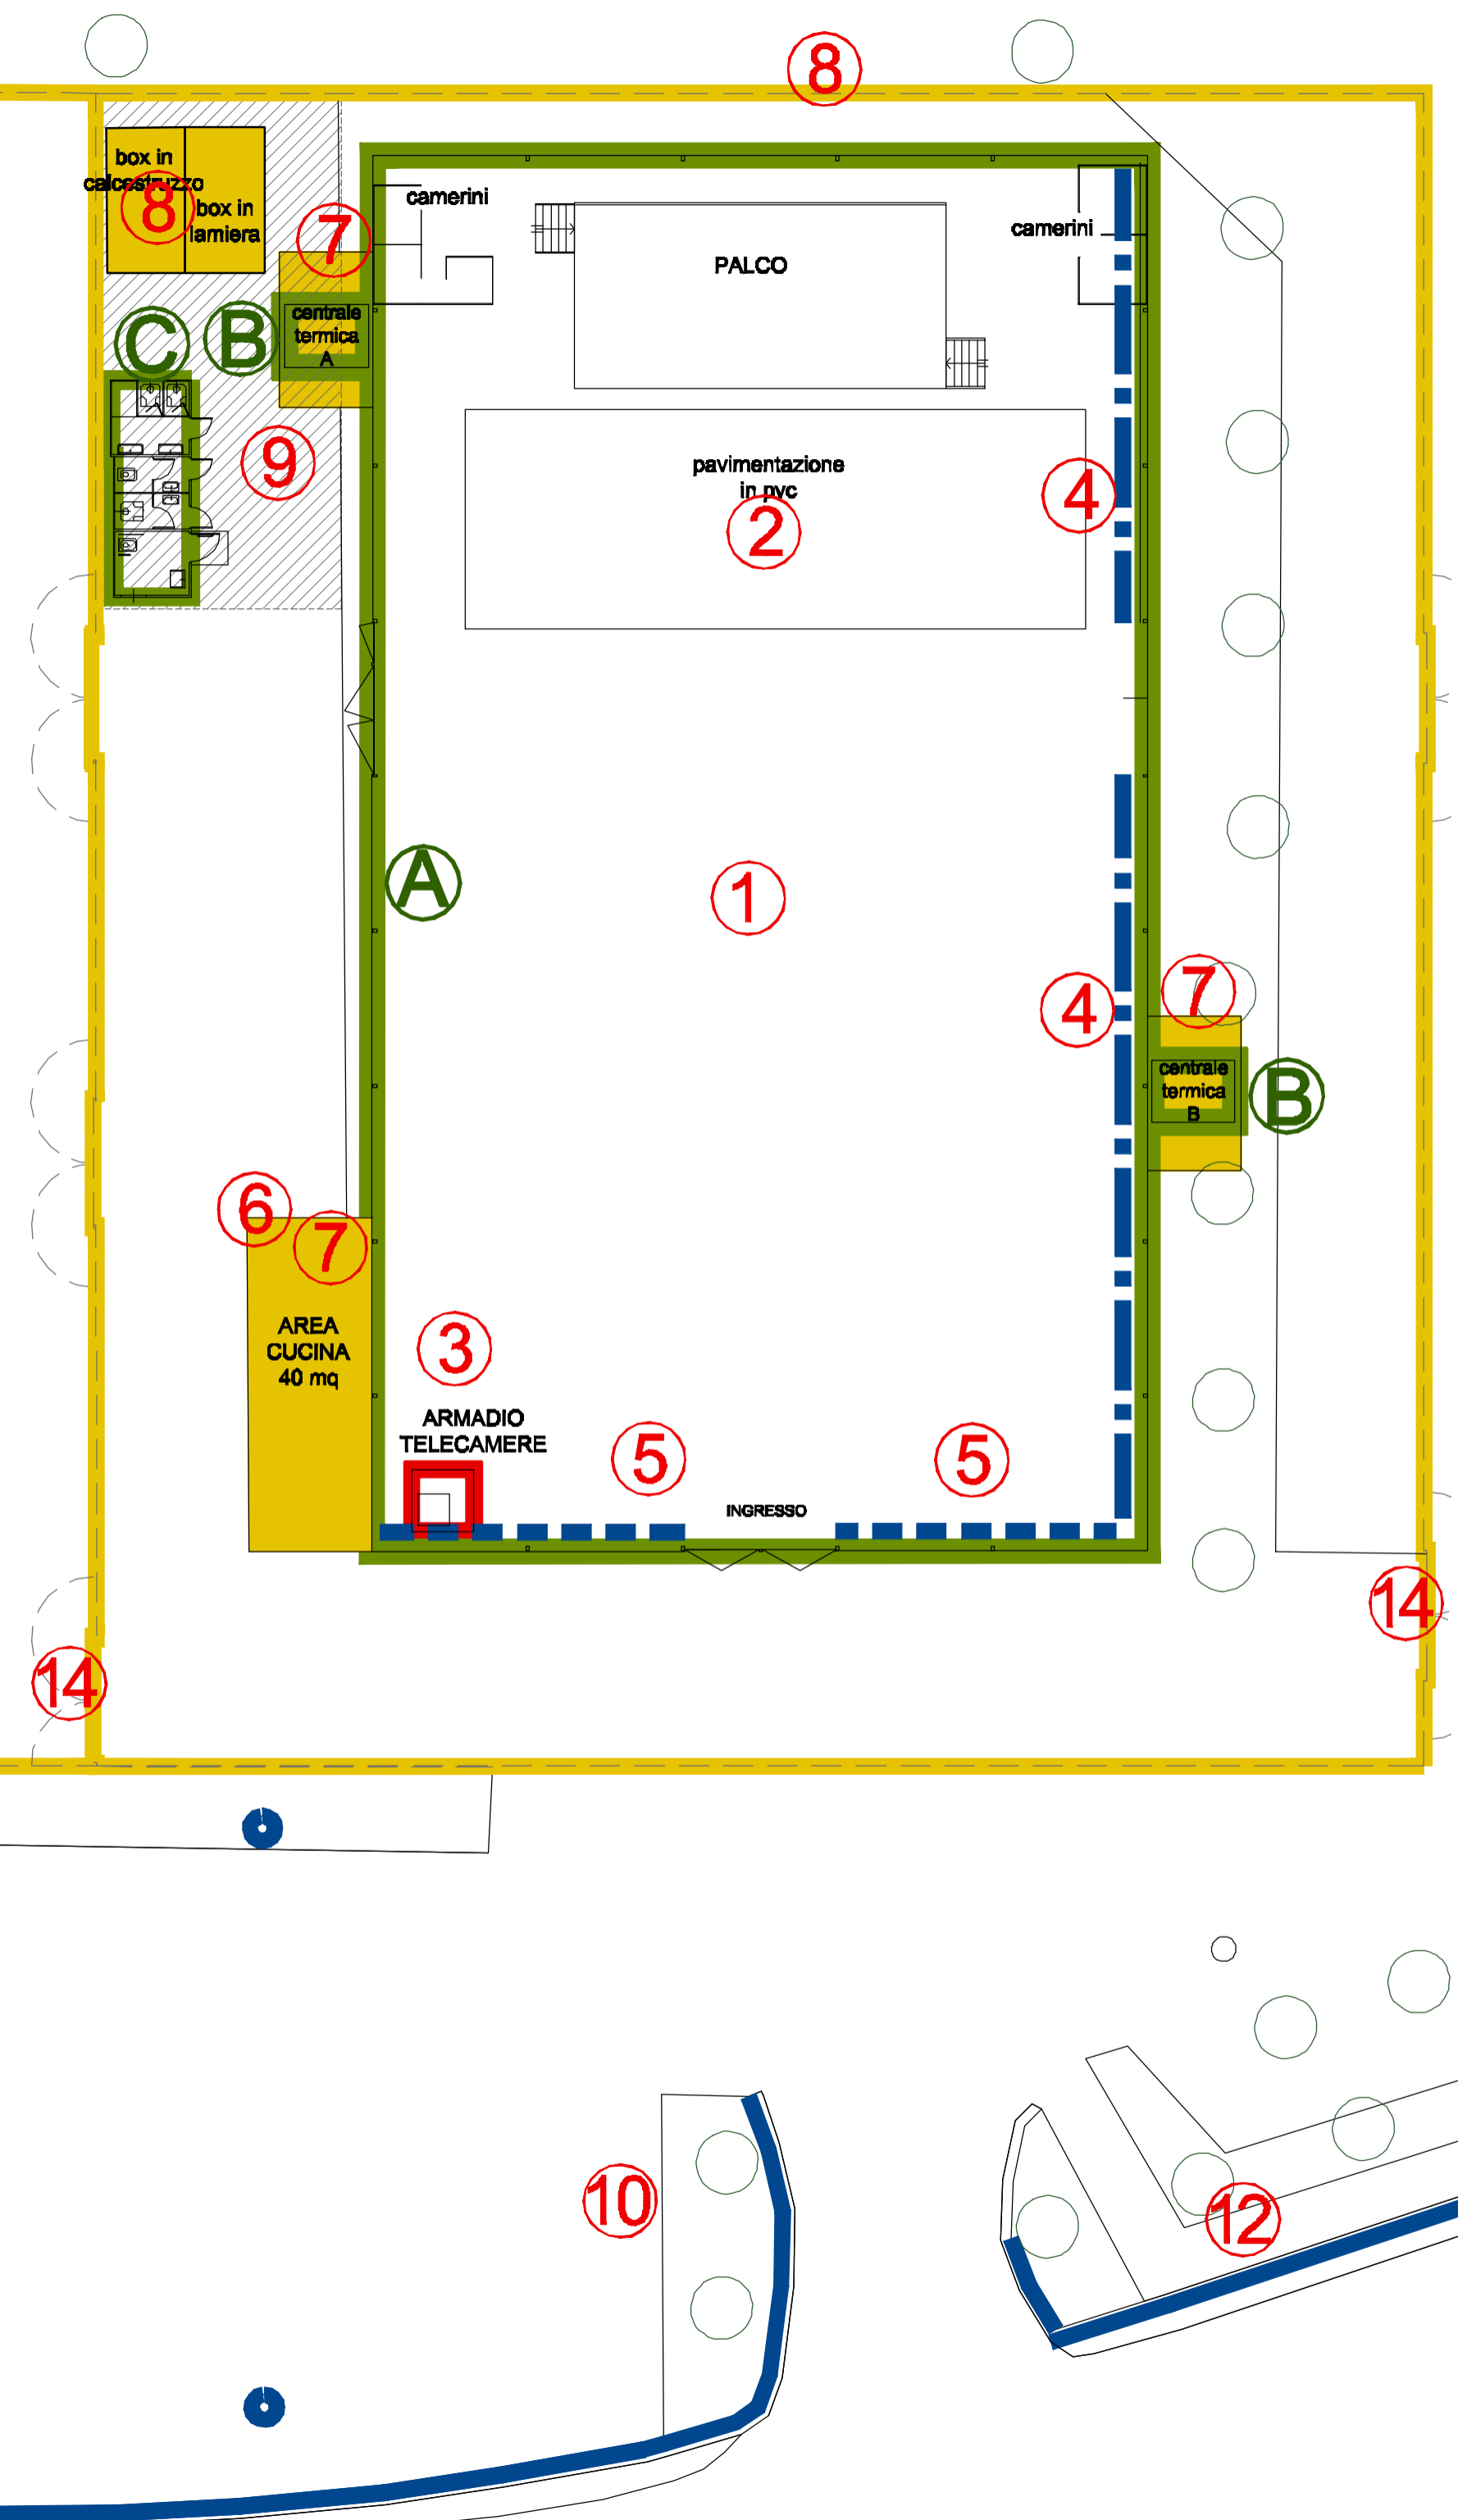 8
box in
calcestruzzo
8
box in
lamiera
7
camerini
camerini
PALCO
C
B
centrale
termica
A
9
pavimentazione
in pvc
2
4
A
1
4
7
centrale
termica
B
B
6
7
AREA
CUCINA
40 mq
3
ARMADIO
TELECAMERE
5
5
INGRESSO
14
14
10
12